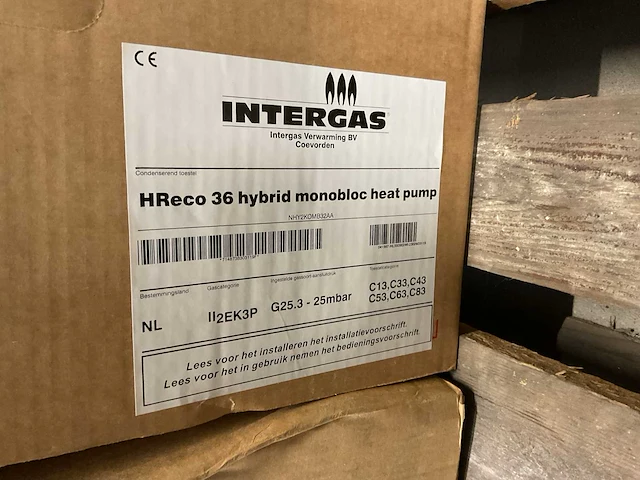 CE
INTERGAS
Intergas Verwarming BV
Coevorden
Condenserend toestel
HReco 36 hybrid monobloc heat pump
Bestemmingsland
NL
Gascategorie
II2EK3P
G25.3 - 25mbar
Toestelcategorie
C13,C33,C43
C53,C63,C83
Lees voor het installeren het installatievoorschrift.
Lees voor het in gebruik nemen het bedieningsvoorschrift.